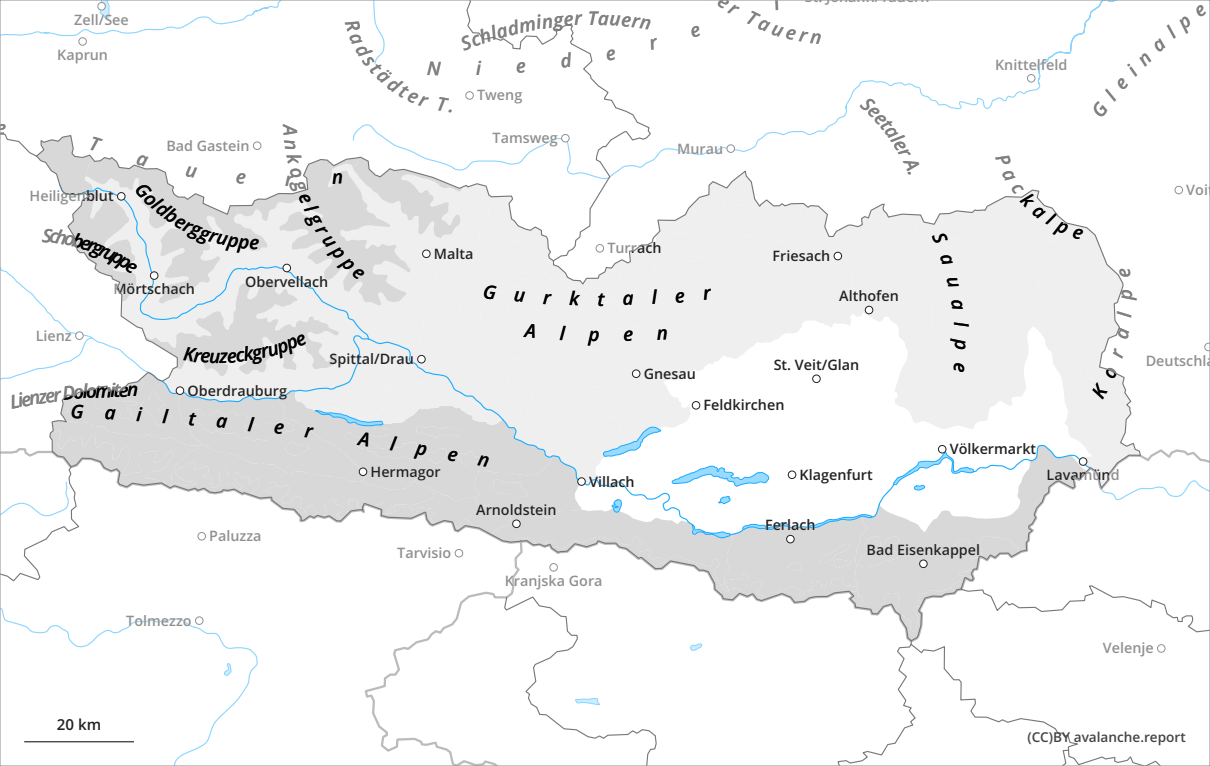 Zell/See
Kaprun
Radstädter T.
Schladminger Tauern
er Tauern
Niedere
Tweng
Tamsweg
Murau
Knittelfeld
Gleinalpe
Seetaler A.
Packalpe
Voi
Bad Gastein
Tauern
Ankogelgruppe
Heiligenblut
Goldberggruppe
Schobergruppe
Mörtschach
Obervellach
Malta
Turrach
Friesach
Gurktaler
Alpen
Althofen
Saualpe
Koralpe
Lienz
Kreuzeckgruppe
Spittal/Drau
Gnesau
St. Veit/Glan
Deutschla
Oberdrauburg
Lienzer Dolomiten
Gailtaler Alpen
Feldkirchen
Hermagor
Villach
Klagenfurt
Völkermarkt
Lavamünd
Arnoldstein
Ferlach
Bad Eisenkappel
Paluzza
Tarvisio
Kranjska Gora
Tolmezzo
Velenje
20 km
(CC)BY avalanche.report